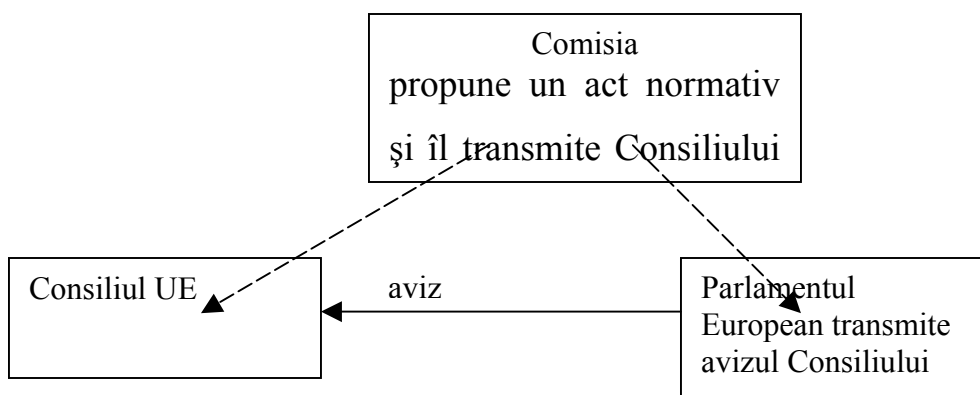 Comisia
propune un act normativ
şi îl transmite Consiliului
Consiliul UE
aviz
Parlamentul
European transmite
avizul Consiliului